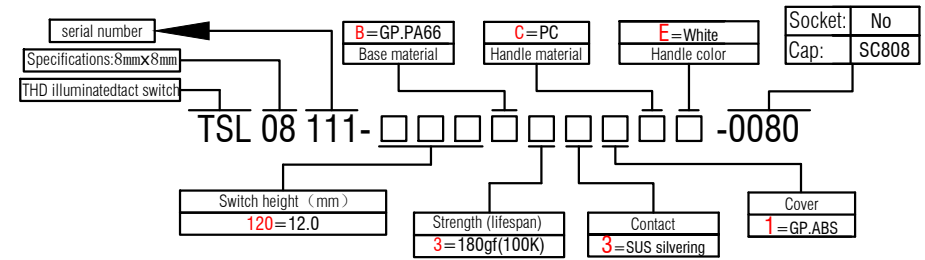 serial number
Specifications:8mm×8mm
THD illuminatedtact switch
B=GP.PA66
Base material
C=PC
Handle material
E=White
Handle color
Socket: No
Cap: SC808
TSL 08 111-□□□□□□□□□-0080
Switch height（mm）
120=12.0
Strength (lifespan)
3=180gf(100K)
Contact
3=SUS silvering
Cover
1=GP.ABS